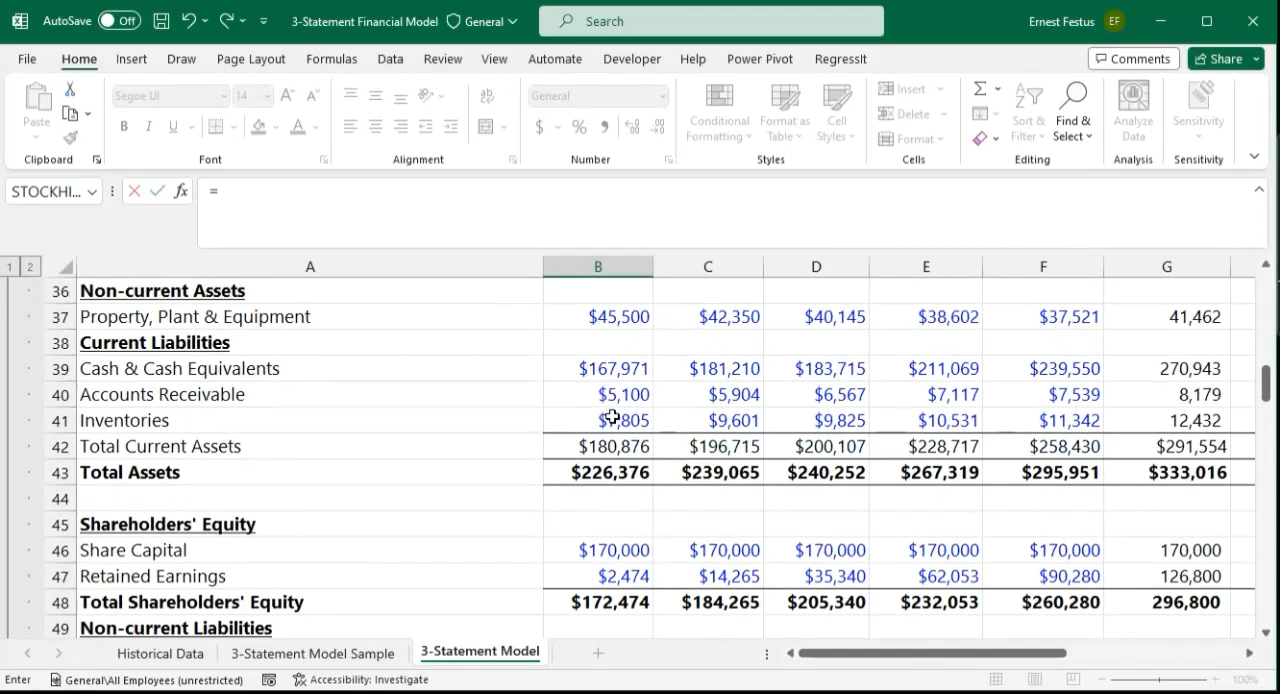 AutoSave Off 3-Statement Financial Model General Search Ernest Festus EF
File Home Insert Draw Page Layout Formulas Data Review View Automate Developer Help Power Pivot RegressIt Comments Share
Paste Segoe UI 14 A A ab General Conditional Formatting Format as Table Cell Styles Insert Delete Format Sort & Filter Find & Select Analyze Data Sensitivity
B I U A $ % ,
Clipboard Font Alignment Number Styles Cells Editing Analysis Sensitivity
STOCKHI... fx =
1 2 A B C D E F G
36 Non-current Assets
37 Property, Plant & Equipment $45,500 $42,350 $40,145 $38,602 $37,521 41,462
38 Current Liabilities
39 Cash & Cash Equivalents $167,971 $181,210 $183,715 $211,069 $239,550 270,943
40 Accounts Receivable $5,100 $5,904 $6,567 $7,117 $7,539 8,179
41 Inventories $9,601 $9,825 $10,531 $11,342 12,432
42 Total Current Assets $180,876 $196,715 $200,107 $228,717 $258,430 $291,554
43 Total Assets $226,376 $239,065 $240,252 $267,319 $295,951 $333,016
44
45 Shareholders' Equity
46 Share Capital $170,000 $170,000 $170,000 $170,000 $170,000 170,000
47 Retained Earnings $2,474 $14,265 $35,340 $62,053 $90,280 126,800
48 Total Shareholders' Equity $172,474 $184,265 $205,340 $232,053 $260,280 296,800
49 Non-current Liabilities
Historical Data 3-Statement Model Sample 3-Statement Model
Enter General\All Employees (unrestricted) Accessibility: Investigate 100%